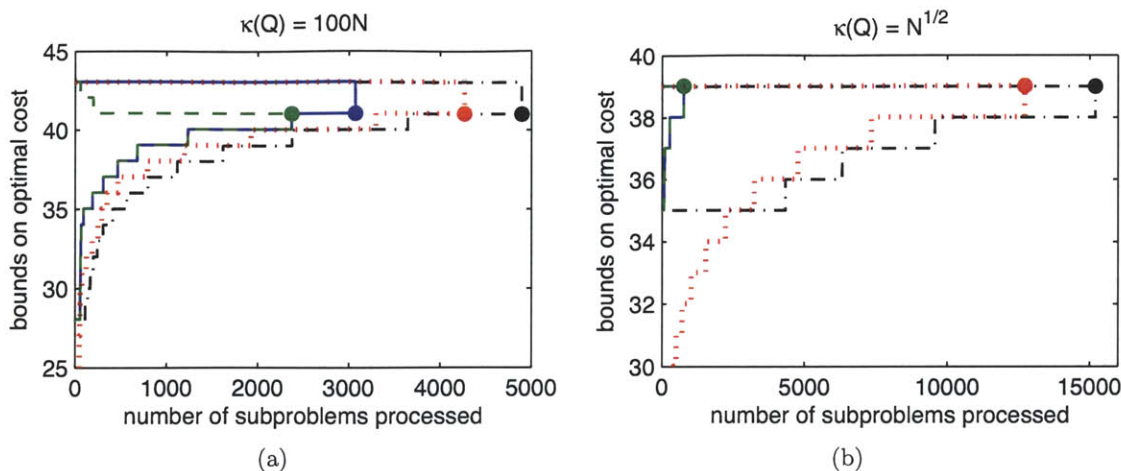 κ(Q) = 100N
45
40
35
30
25
bounds on optimal cost
0 1000 2000 3000 4000 5000
number of subproblems processed
(a)
κ(Q) = N^{1/2}
40
38
36
34
32
30
bounds on optimal cost
0 5000 10000 15000
number of subproblems processed
(b)